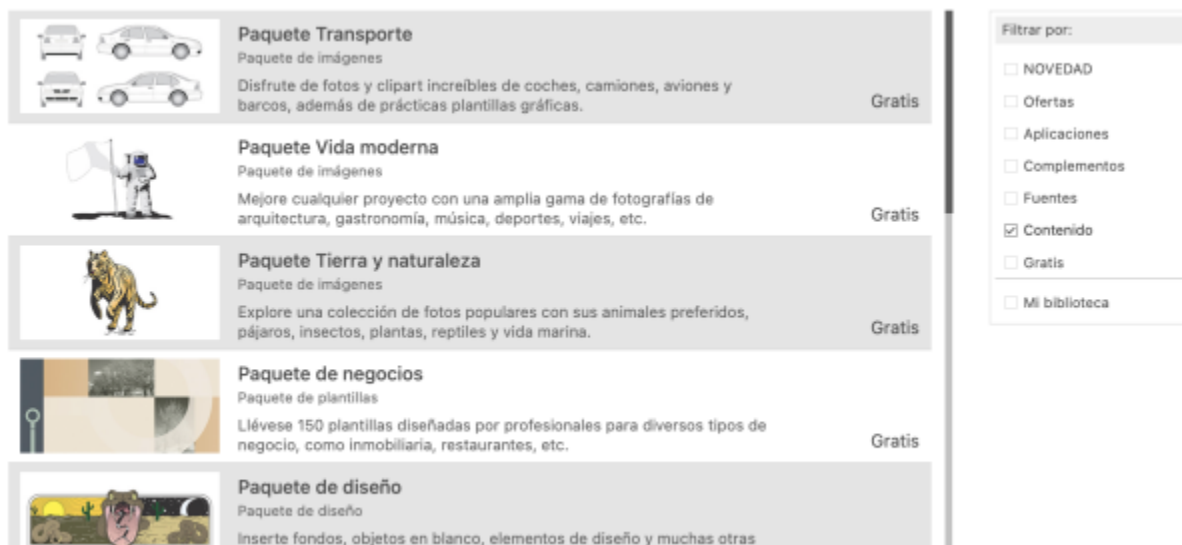 Paquete Transporte
Paquete de imágenes
Disfrute de fotos y clipart increíbles de coches, camiones, aviones y
barcos, además de prácticas plantillas gráficas.
Gratis
Paquete Vida moderna
Paquete de imágenes
Mejore cualquier proyecto con una amplia gama de fotografías de
arquitectura, gastronomía, música, deportes, viajes, etc.
Gratis
Paquete Tierra y naturaleza
Paquete de imágenes
Explore una colección de fotos populares con sus animales preferidos,
pájaros, insectos, plantas, reptiles y vida marina.
Gratis
Paquete de negocios
Paquete de plantillas
Llévese 150 plantillas diseñadas por profesionales para diversos tipos de
negocio, como inmobiliaria, restaurantes, etc.
Gratis
Paquete de diseño
Paquete de diseño
Inserte fondos, objetos en blanco, elementos de diseño y muchas otras
Filtrar por:
NOVEDAD
Ofertas
Aplicaciones
Complementos
Fuentes
Contenido
Gratis
Mi biblioteca